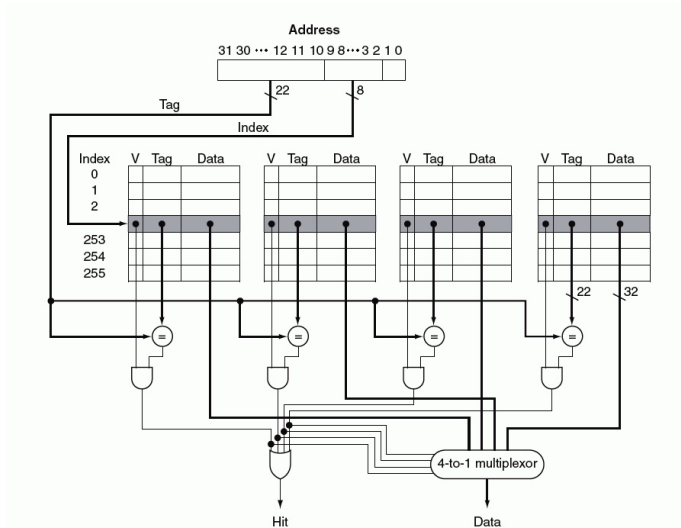 Address
31 30 ··· 12 11 10 9 8···3 2 1 0
22 8
Tag
Index
Index V Tag Data V Tag Data V Tag Data V Tag Data
0
1
2
253
254
255
22 32
= = = =
4-to-1 multiplexor
Hit Data